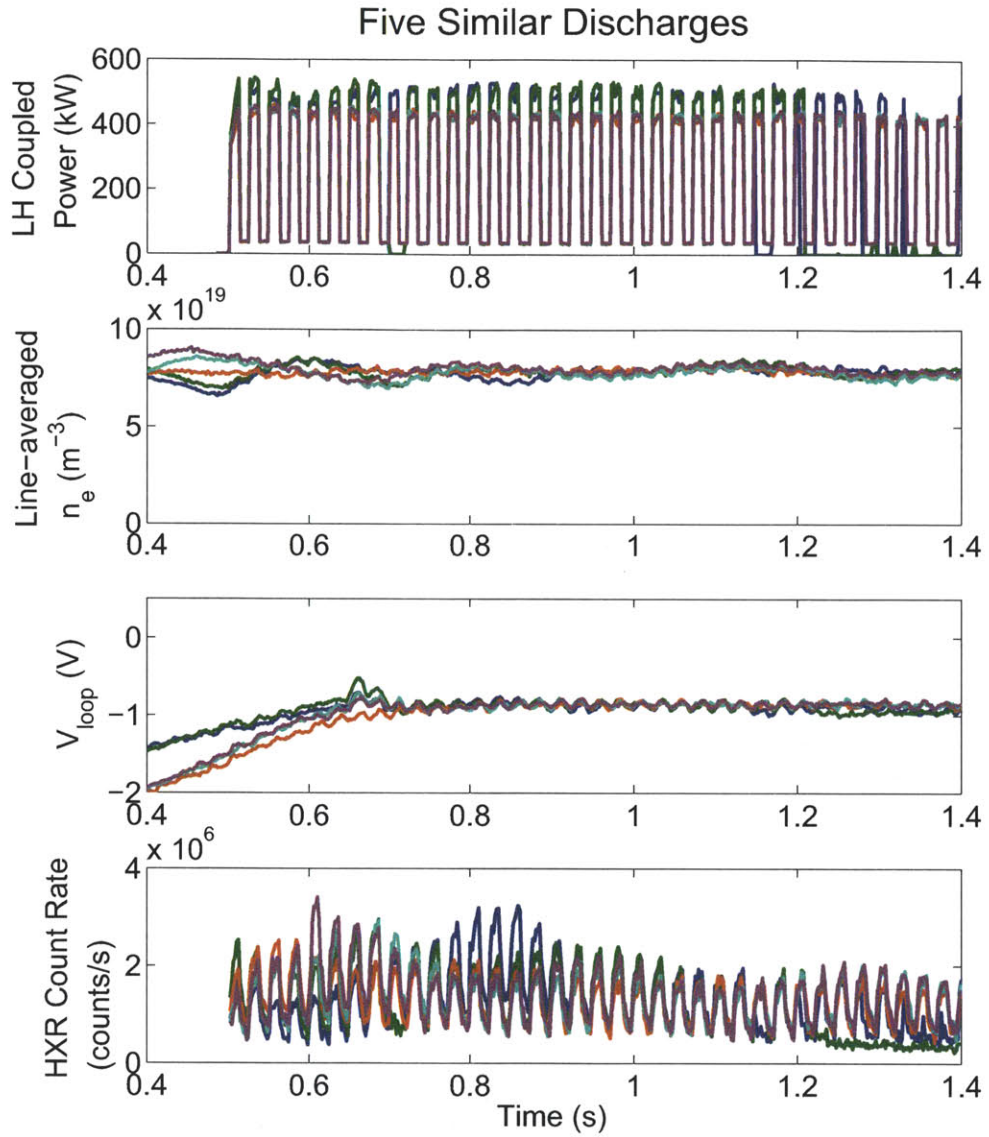 Five Similar Discharges
LH Coupled
Power (kW)
600
400
200
0
0.4 0.6 0.8 1 1.2 1.4
Line−averaged
n_e (m^−3)
x 10^19
10
5
0
0.4 0.6 0.8 1 1.2 1.4
V_loop (V)
0
−1
−2
0.4 0.6 0.8 1 1.2 1.4
HXR Count Rate
(counts/s)
x 10^6
4
2
0
0.4 0.6 0.8 1 1.2 1.4
Time (s)